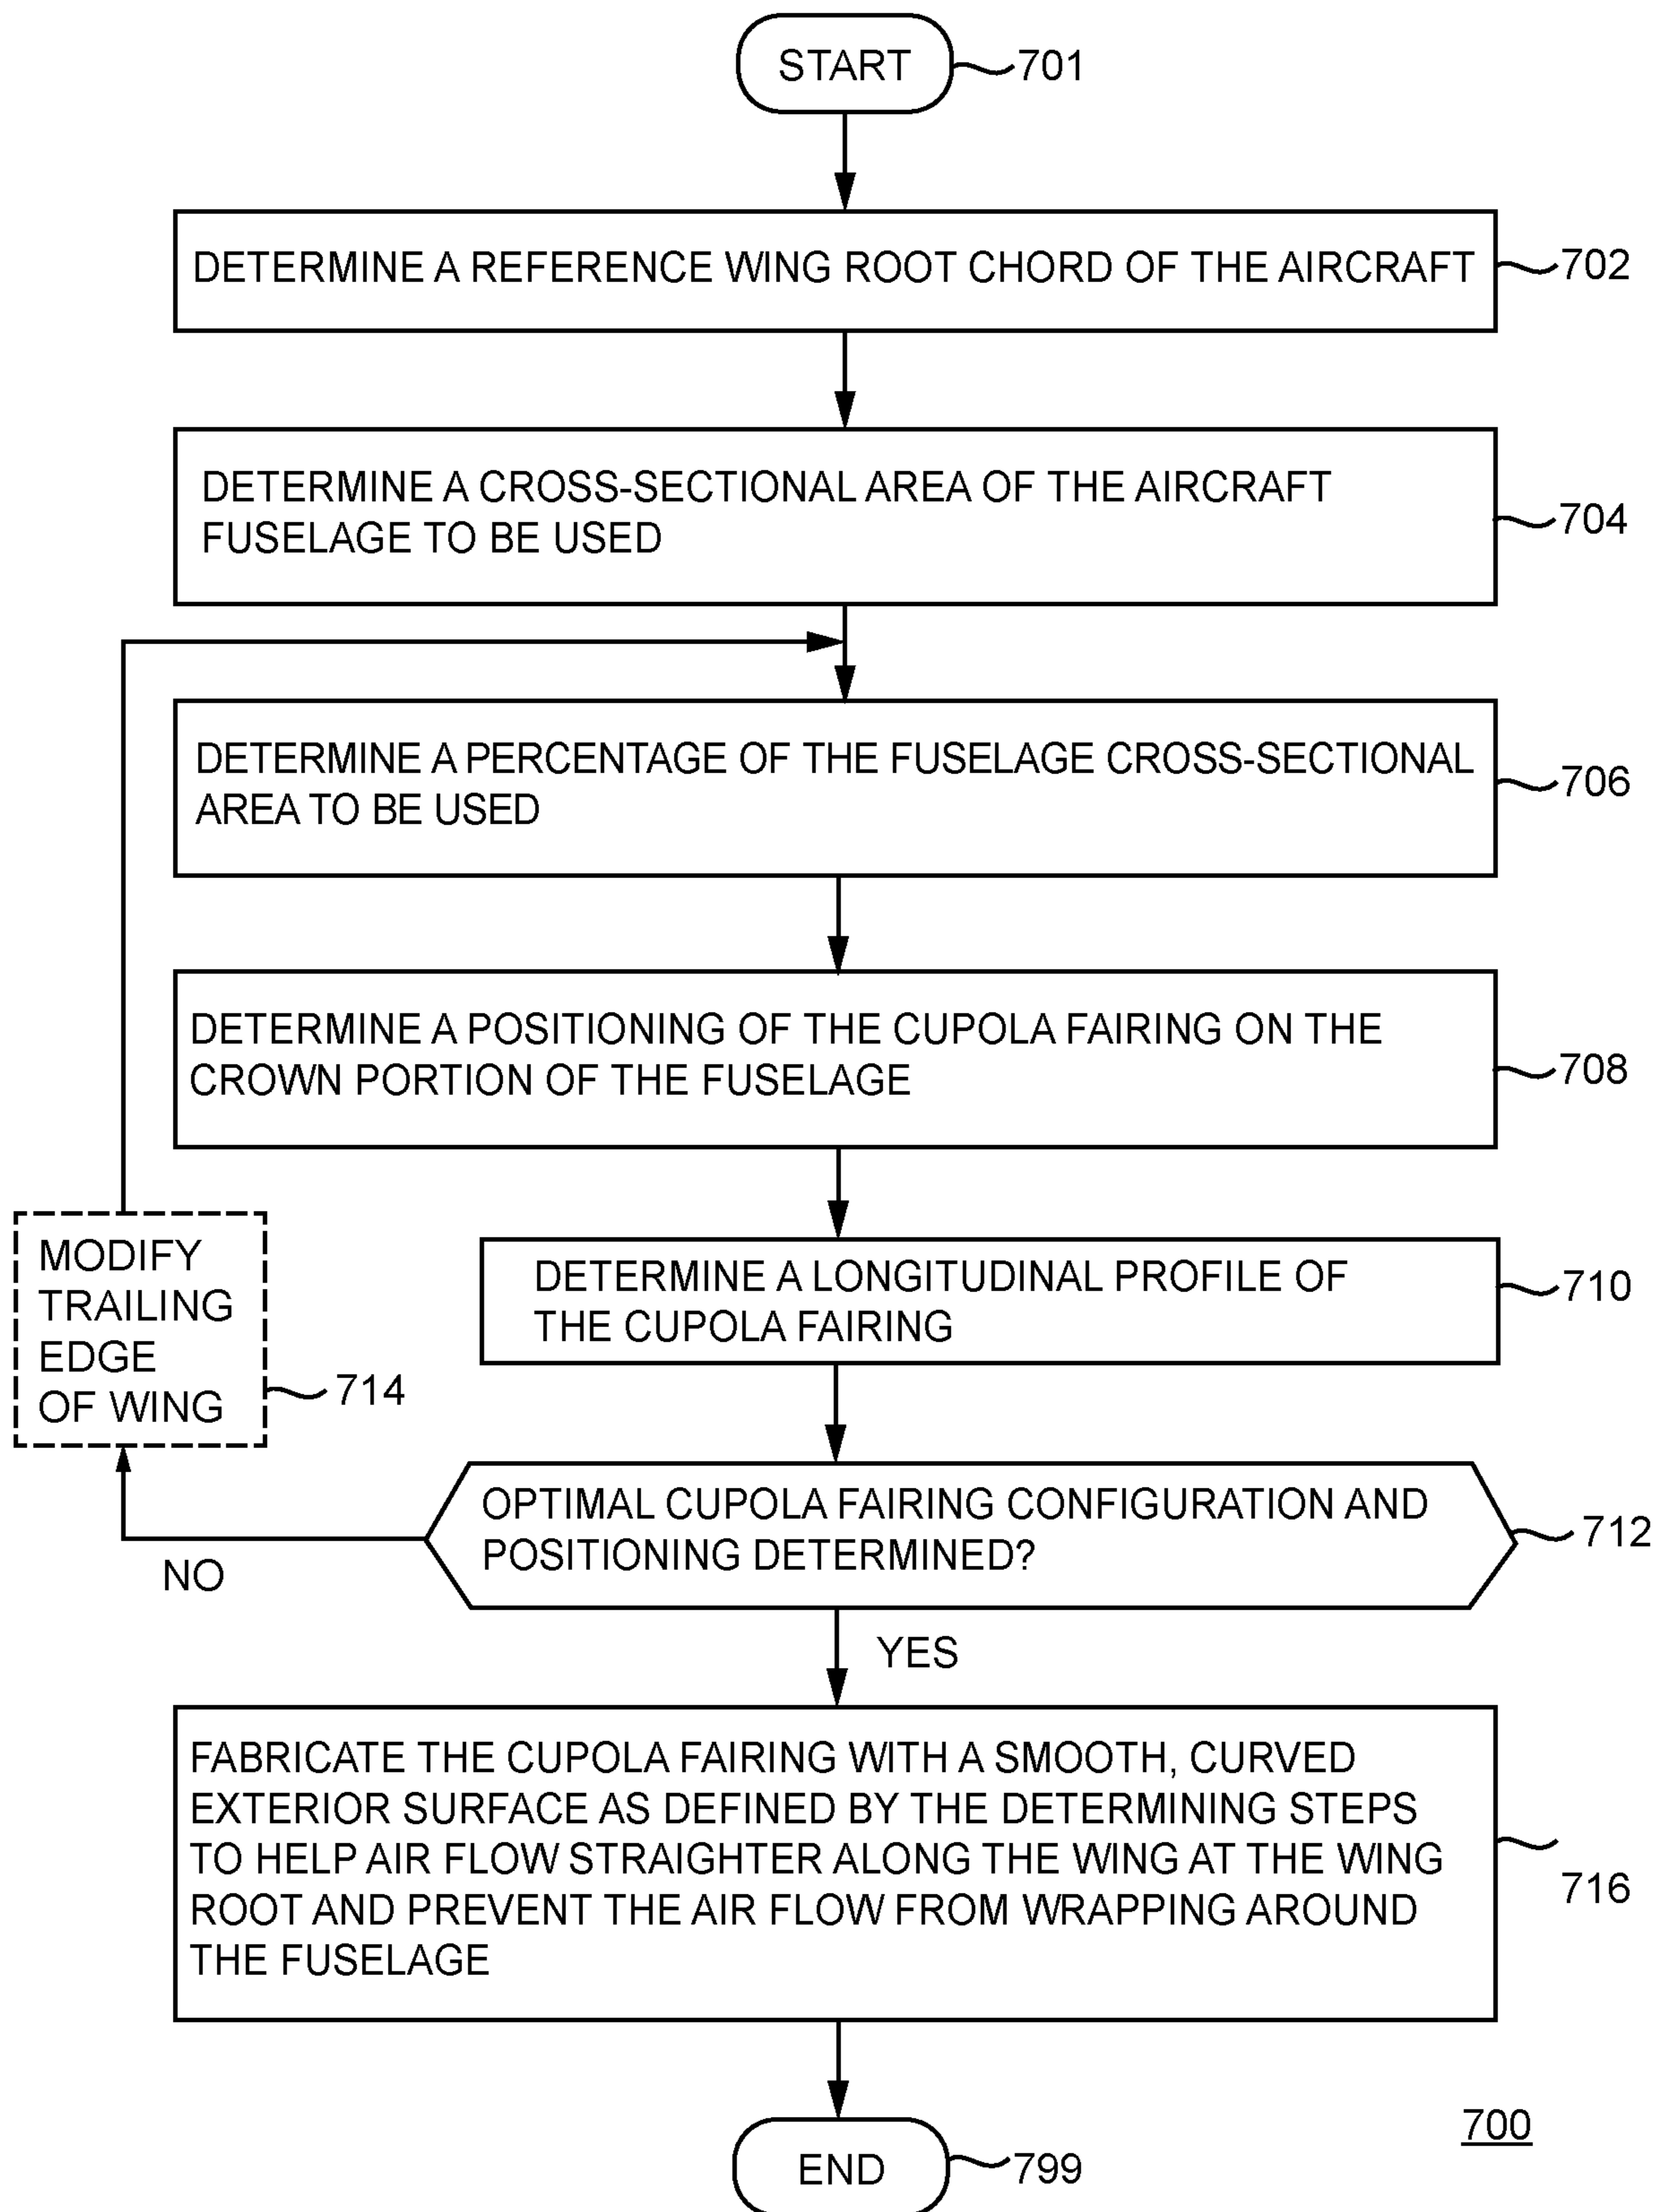 START
701
DETERMINE A REFERENCE WING ROOT CHORD OF THE AIRCRAFT
702
DETERMINE A CROSS-SECTIONAL AREA OF THE AIRCRAFT
FUSELAGE TO BE USED
704
DETERMINE A PERCENTAGE OF THE FUSELAGE CROSS-SECTIONAL
AREA TO BE USED
706
DETERMINE A POSITIONING OF THE CUPOLA FAIRING ON THE
CROWN PORTION OF THE FUSELAGE
708
DETERMINE A LONGITUDINAL PROFILE OF
THE CUPOLA FAIRING
710
MODIFY
TRAILING
EDGE
OF WING
714
OPTIMAL CUPOLA FAIRING CONFIGURATION AND
POSITIONING DETERMINED?
712
NO
YES
FABRICATE THE CUPOLA FAIRING WITH A SMOOTH, CURVED
EXTERIOR SURFACE AS DEFINED BY THE DETERMINING STEPS
TO HELP AIR FLOW STRAIGHTER ALONG THE WING AT THE WING
ROOT AND PREVENT THE AIR FLOW FROM WRAPPING AROUND
THE FUSELAGE
716
END
799
700